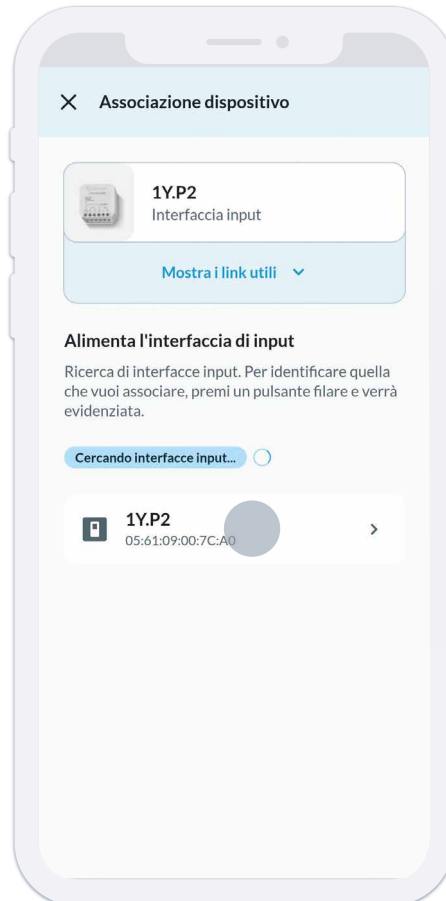 Associazione dispositivo
1Y.P2
Interfaccia input
Mostra i link utili
Alimenta l'interfaccia di input
Ricerca di interfacce input. Per identificare quella
che vuoi associare, premi un pulsante filare e verrà
evidenziata.
Cercando interfacce input...
1Y.P2
05:61:09:00:7C:A0